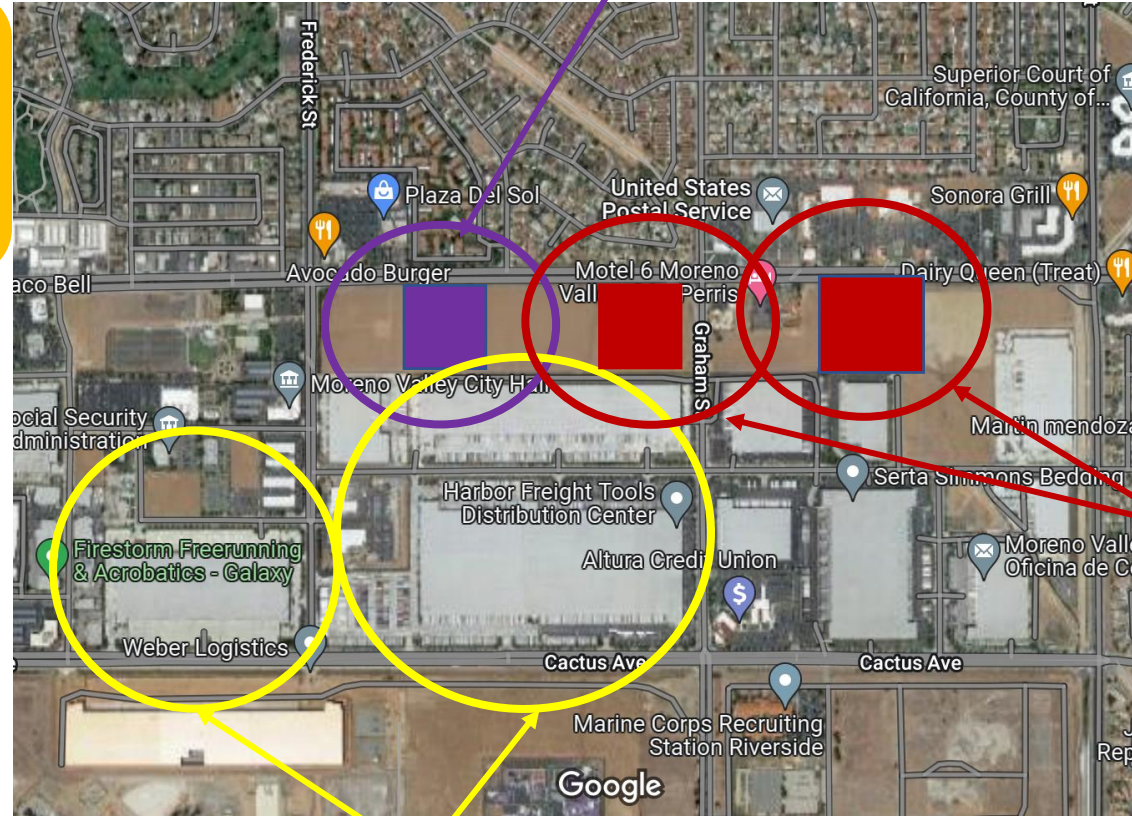 Frederick St
Superior Court of
California, County of...
Plaza Del Sol
United States
Postal Service
Sonora Grill
aco Bell
Avocado Burger
Motel 6 Moreno
Perris
Dairy Queen (Treat)
Graham S
Moreno Valley City Hall
ocial Security
dministration
Martin mendoza
Serta Simmons Bedding
Harbor Freight Tools
Distribution Center
Firestorm Freerunning
& Acrobatics - Galaxy
Altura Credit Union
Moreno Valle
Oficina de Co
Weber Logistics
Cactus Ave
Cactus Ave
Marine Corps Recruiting
Station Riverside
Rep
Google